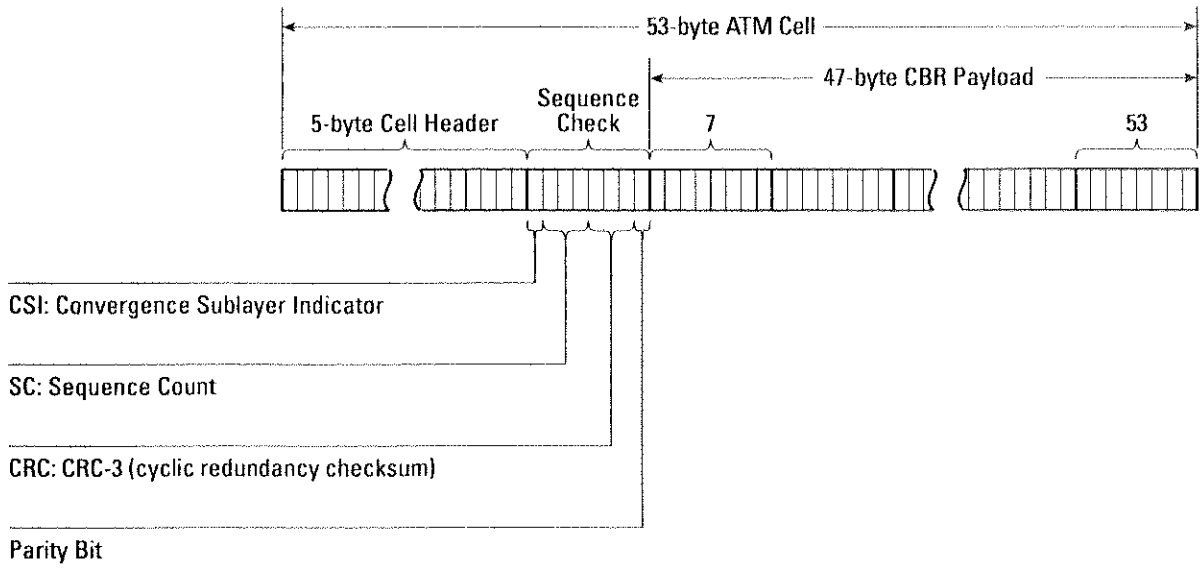 53-byte ATM Cell
47-byte CBR Payload
Sequence
Check
5-byte Cell Header
7
53
CSI: Convergence Sublayer Indicator
SC: Sequence Count
CRC: CRC-3 (cyclic redundancy checksum)
Parity Bit